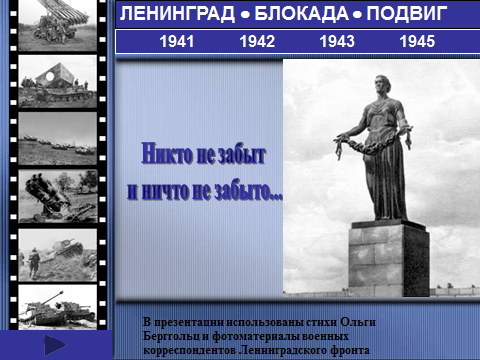 ЛЕНИНГРАД ● БЛОКАДА ● ПОДВИГ
1941 1942 1943 1945
Никто не забыт
и ничто не забыто...
В презентации использованы стихи Ольги
Берггольц и фотоматериалы военных
корреспондентов Ленинградского фронта